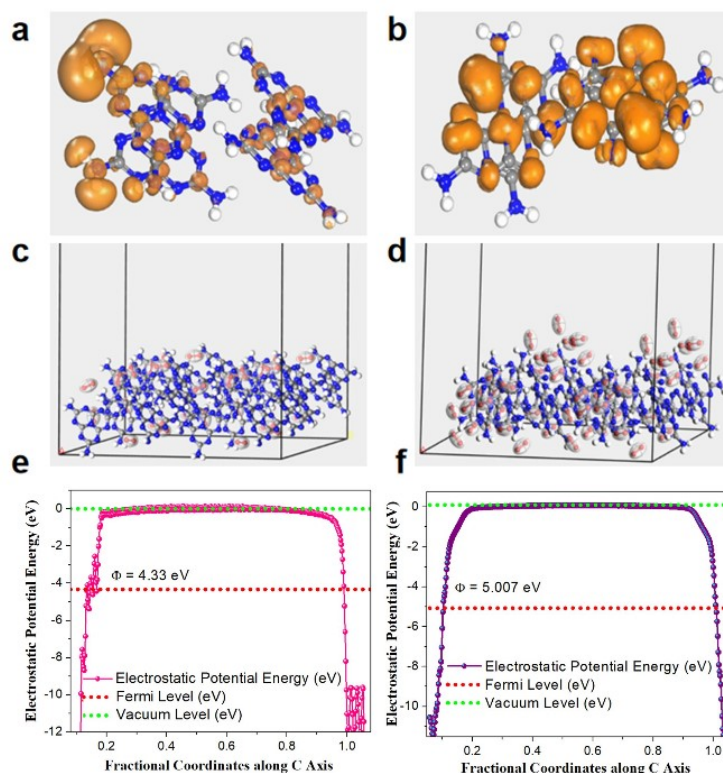 a
b
c
d
e
f
Electrostatic Potential Energy (eV)
0
-2
-4
-6
-8
-10
-12
Φ = 4.33 eV
Electrostatic Potential Energy (eV)
Fermi Level (eV)
Vacuum Level (eV)
0.2
0.4
0.6
0.8
1.0
Fractional Coordinates along C Axis
Electrostatic Potential Energy (eV)
0
-2
-4
-6
-8
-10
Φ = 5.007 eV
Electrostatic Potential Energy (eV)
Fermi Level (eV)
Vacuum Level (eV)
0.2
0.4
0.6
0.8
1.0
Fractional Coordinates along C Axis